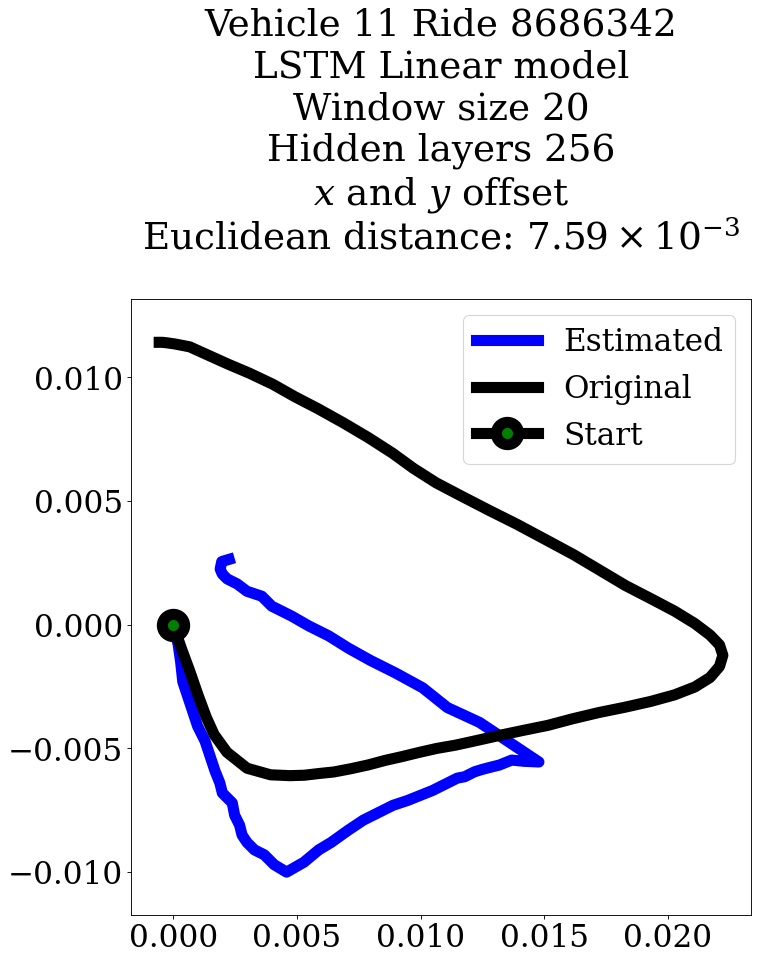 Vehicle 11 Ride 8686342
LSTM Linear model
Window size 20
Hidden layers 256
x and y offset
Euclidean distance: 7.59 × 10⁻³
Estimated
Original
Start
0.010
0.005
0.000
−0.005
−0.010
0.000 0.005 0.010 0.015 0.020